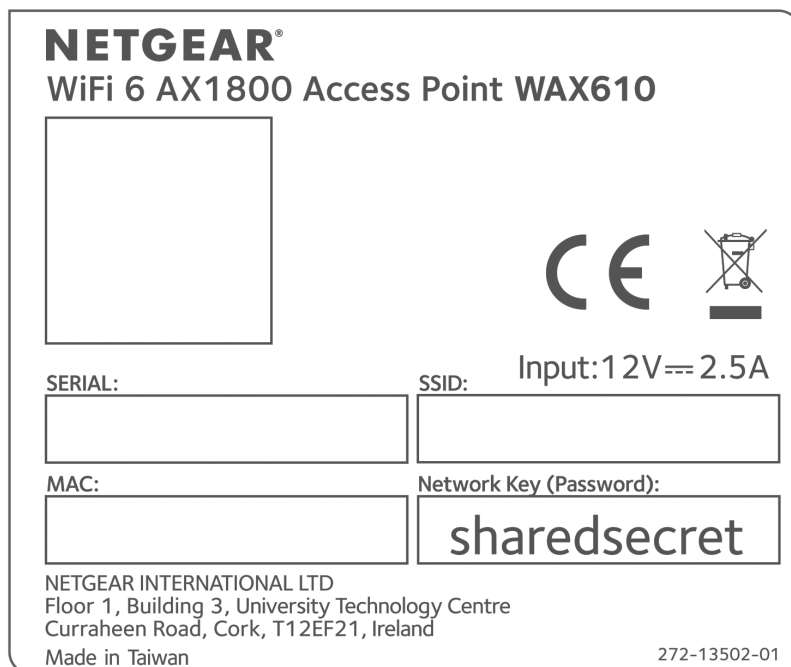 NETGEAR®
WiFi 6 AX1800 Access Point WAX610
CE
Input:12V⎓2.5A
SERIAL:
SSID:
MAC:
Network Key (Password):
sharedsecret
NETGEAR INTERNATIONAL LTD
Floor 1, Building 3, University Technology Centre
Curraheen Road, Cork, T12EF21, Ireland
Made in Taiwan
272-13502-01